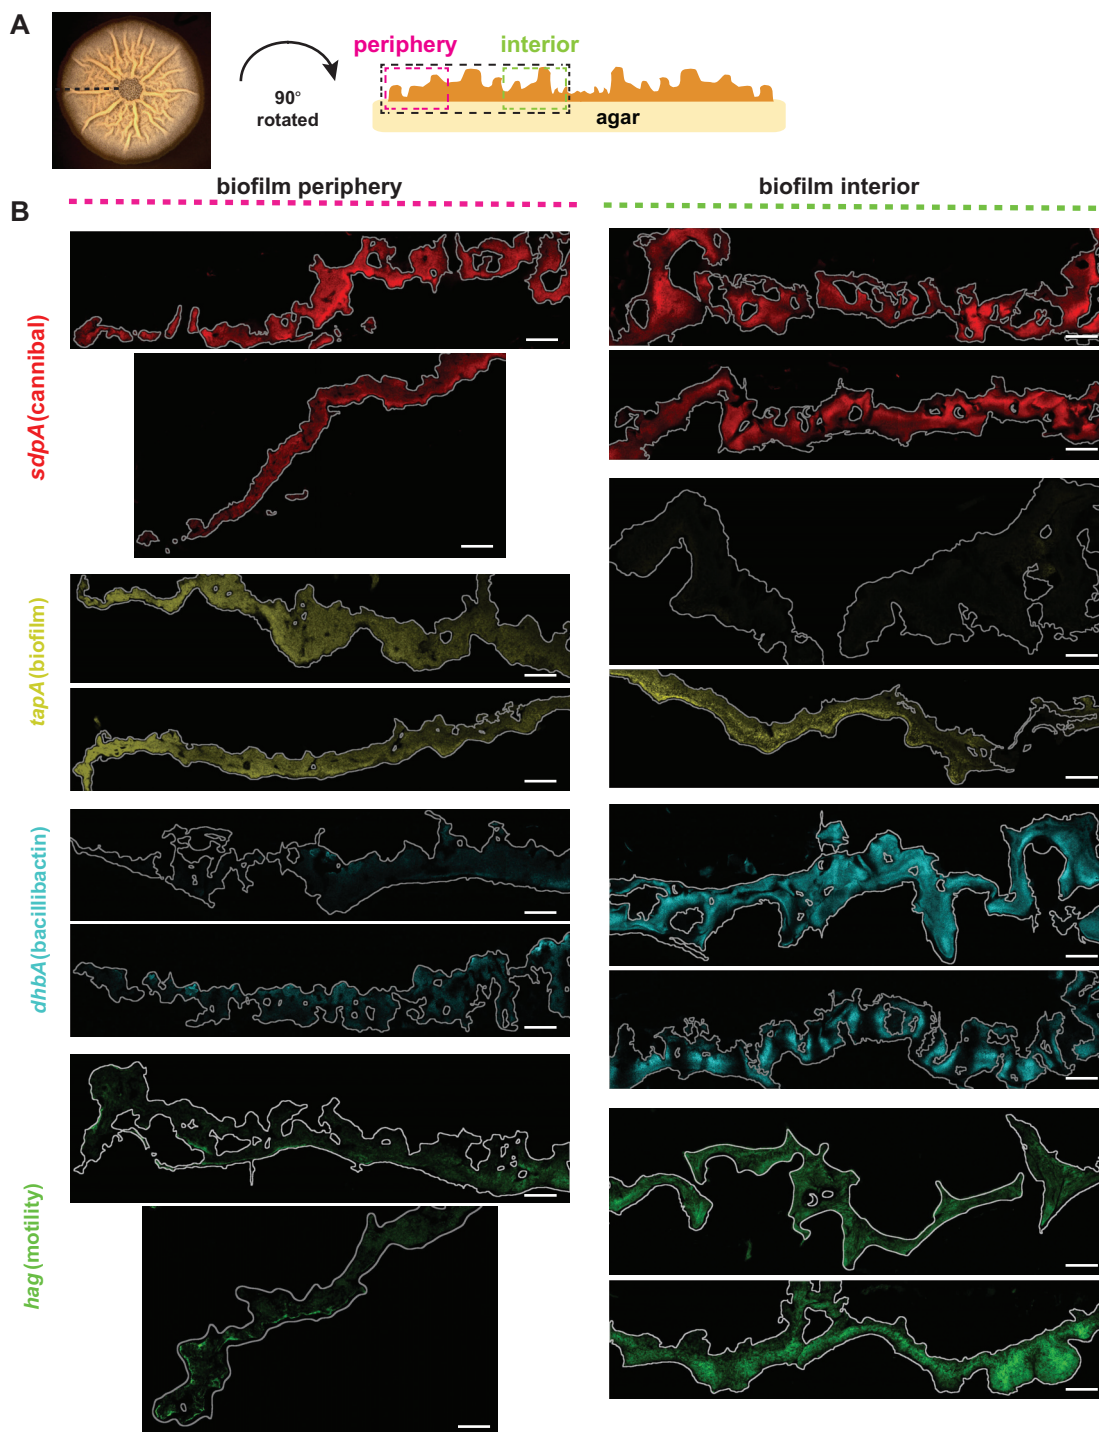 A
periphery
interior
90°
rotated
agar
biofilm periphery
biofilm interior
B
sdpA (cannibal)
tapA (biofilm)
dhbA (bacillibactin)
hag (motility)